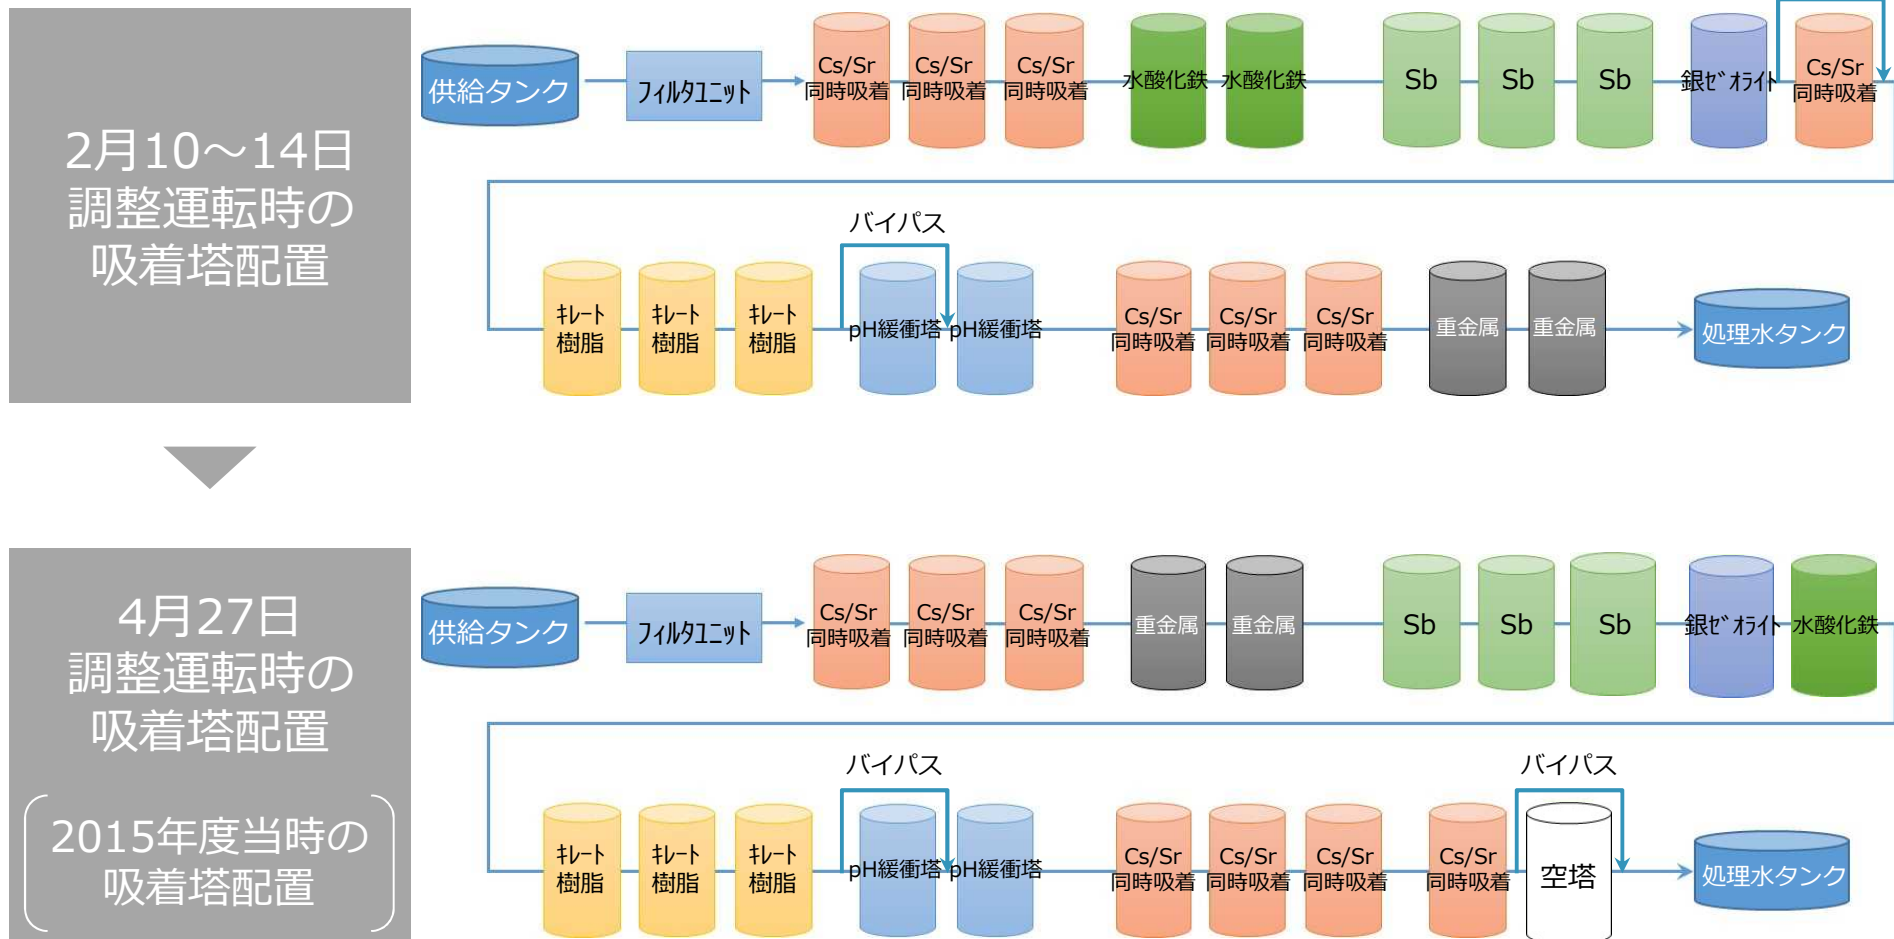 2月10～14日
調整運転時の
吸着塔配置
供給タンク
フィルタユニット
Cs/Sr
同時吸着
Cs/Sr
同時吸着
Cs/Sr
同時吸着
水酸化鉄
水酸化鉄
Sb
Sb
Sb
銀ゼオライト
Cs/Sr
同時吸着
バイパス
キレート
樹脂
キレート
樹脂
キレート
樹脂
pH緩衝塔
pH緩衝塔
Cs/Sr
同時吸着
Cs/Sr
同時吸着
Cs/Sr
同時吸着
重金属
重金属
処理水タンク
4月27日
調整運転時の
吸着塔配置
2015年度当時の
吸着塔配置
供給タンク
フィルタユニット
Cs/Sr
同時吸着
Cs/Sr
同時吸着
Cs/Sr
同時吸着
重金属
重金属
Sb
Sb
Sb
銀ゼオライト
水酸化鉄
バイパス
バイパス
キレート
樹脂
キレート
樹脂
キレート
樹脂
pH緩衝塔
pH緩衝塔
Cs/Sr
同時吸着
Cs/Sr
同時吸着
Cs/Sr
同時吸着
Cs/Sr
同時吸着
空塔
処理水タンク